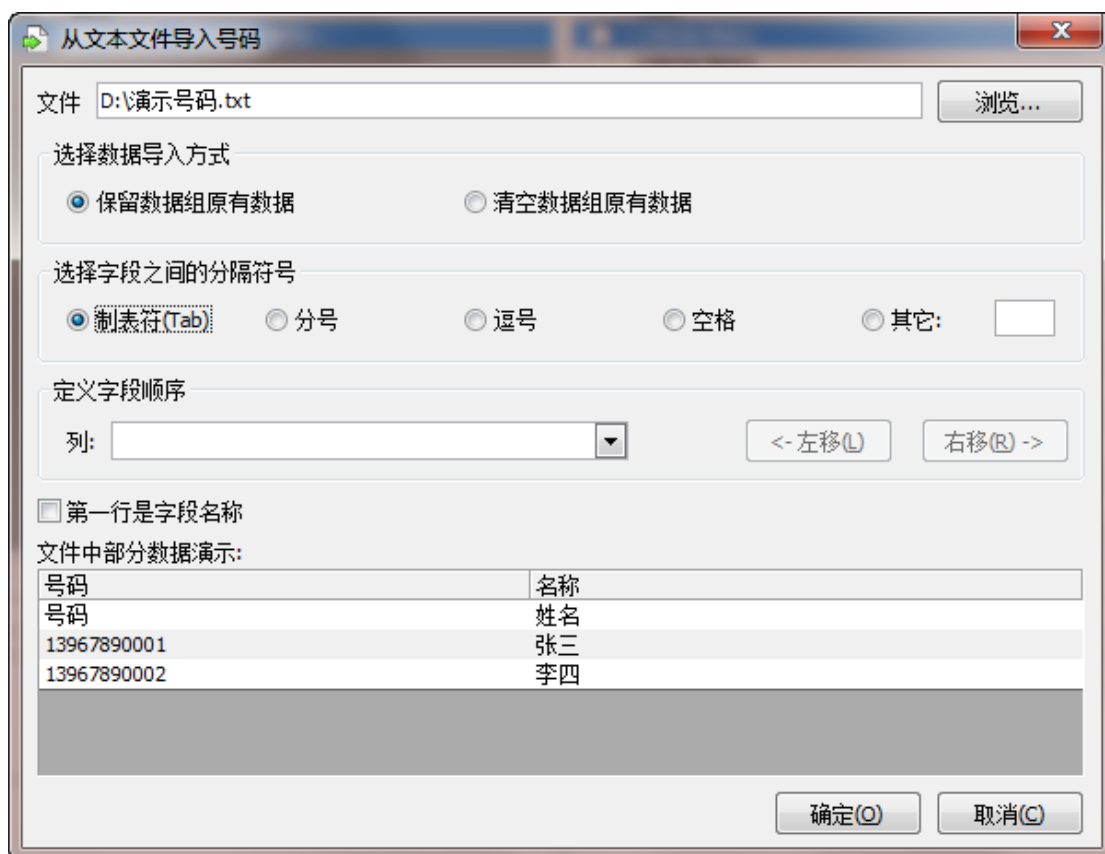 从文本文件导入号码
文件 D:\演示号码.txt 浏览...
选择数据导入方式
保留数据组原有数据 清空数据组原有数据
选择字段之间的分隔符号
制表符(Tab) 分号 逗号 空格 其它:
定义字段顺序
列: <- 左移(L) 右移(R) ->
第一行是字段名称
文件中部分数据演示:
号码 名称
号码 姓名
13967890001 张三
13967890002 李四
确定(O) 取消(C)